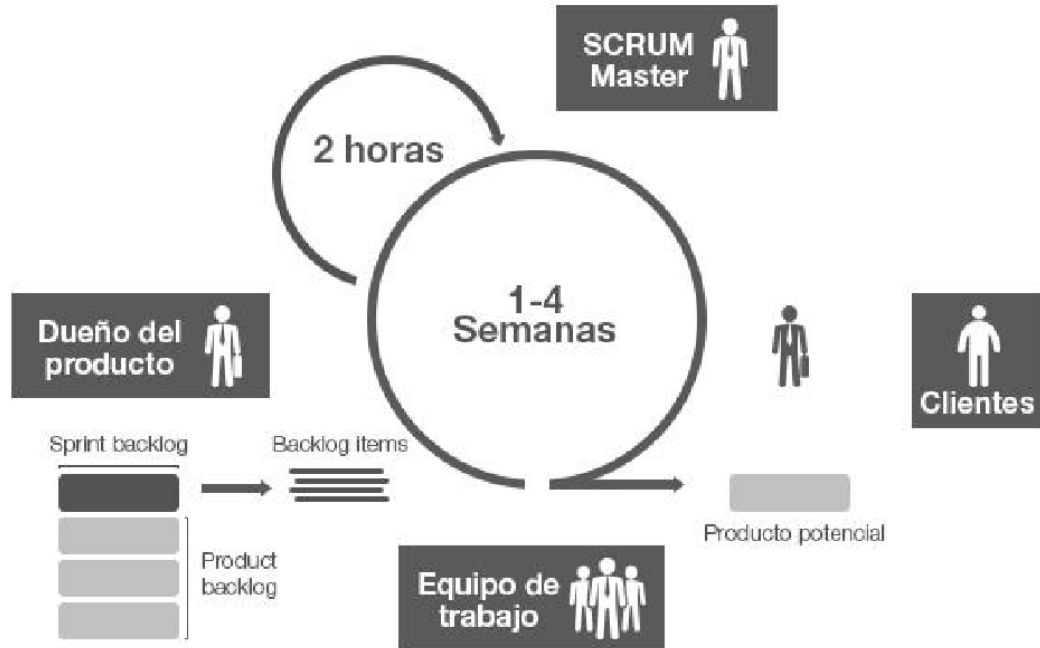 SCRUM
Master
2 horas
1-4
Semanas
Dueño del
producto
Clientes
Sprint backlog
Backlog items
Product
backlog
Producto potencial
Equipo de
trabajo